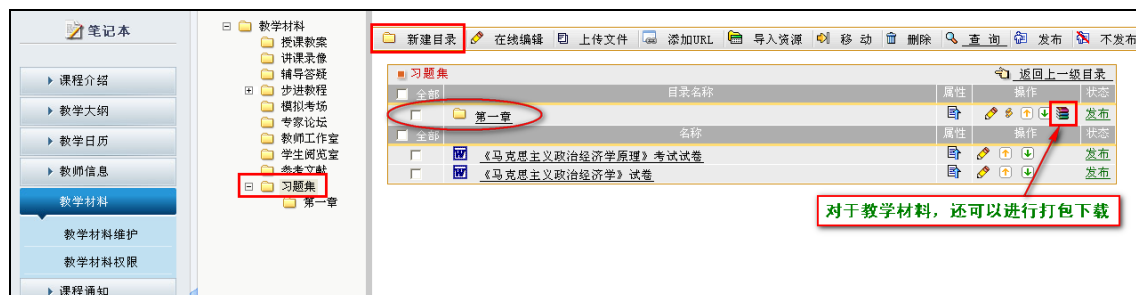 笔记本
课程介绍
教学大纲
教学日历
教师信息
教学材料
教学材料维护
教学材料权限
课程通知
教学材料
授课教案
讲课录像
辅导答疑
步进教程
模拟考场
专家论坛
教师工作室
学生阅览室
参考文献
习题集
第一章
新建目录 在线编辑 上传文件 添加URL 导入资源 移动 删除 查询 发布 不发布
习题集 返回上一级目录
全部 目录名称 属性 操作 状态
第一章 发布
全部 名称 属性 操作 状态
《马克思主义政治经济学原理》考试试卷 发布
《马克思主义政治经济学》试卷 发布
对于教学材料，还可以进行打包下载